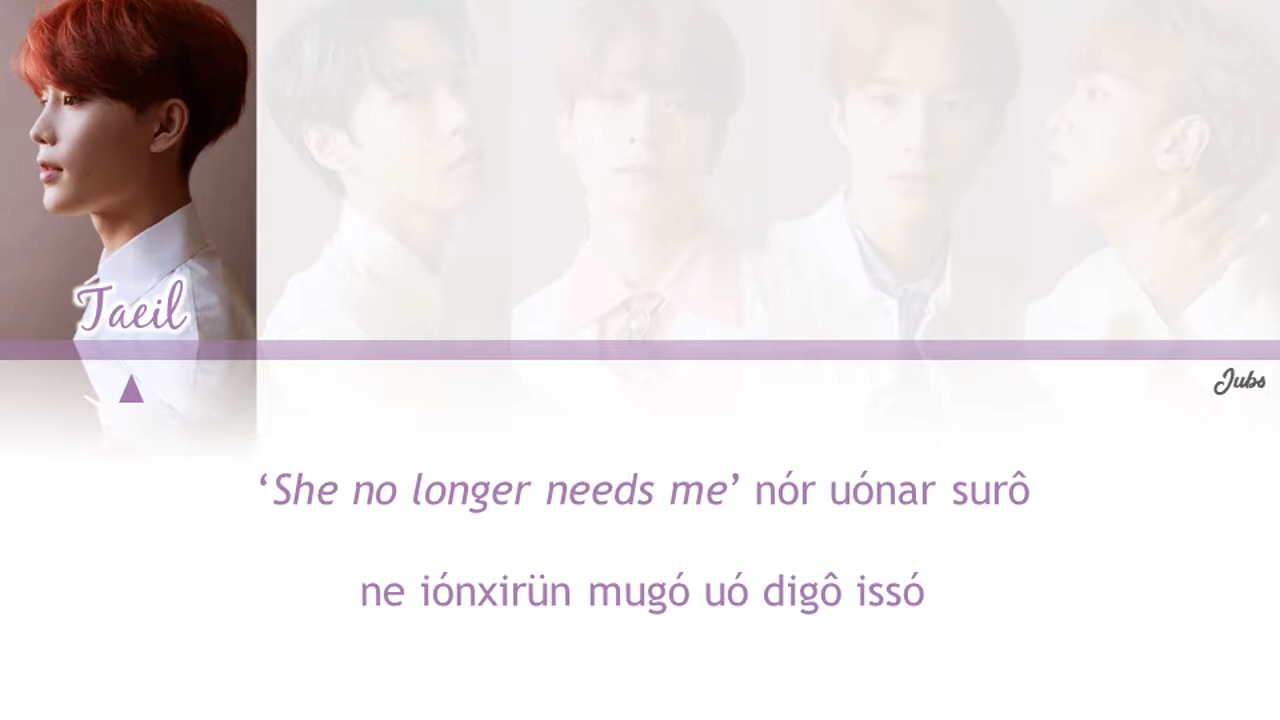 Taeil
Jubs
‘She no longer needs me’ nór uónar surô
ne iónxirün mugó uó digô issó